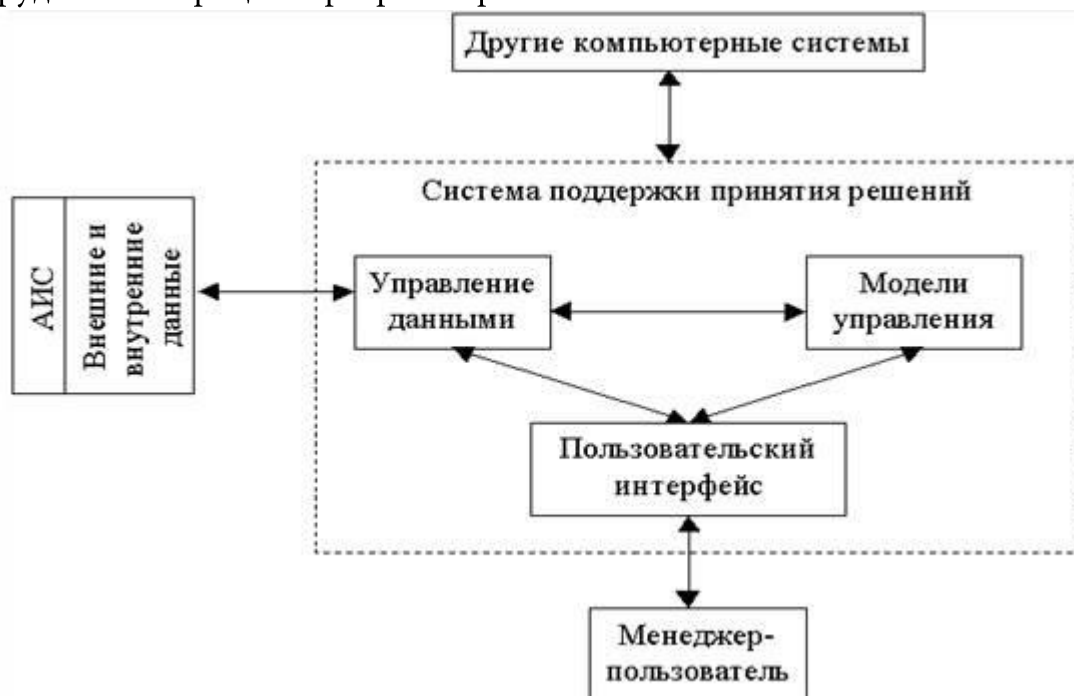 Другие компьютерные системы
Система поддержки принятия решений
АИС
Внешние и
внутренние
данные
Управление
данными
Модели
управления
Пользовательский
интерфейс
Менеджер-
пользователь